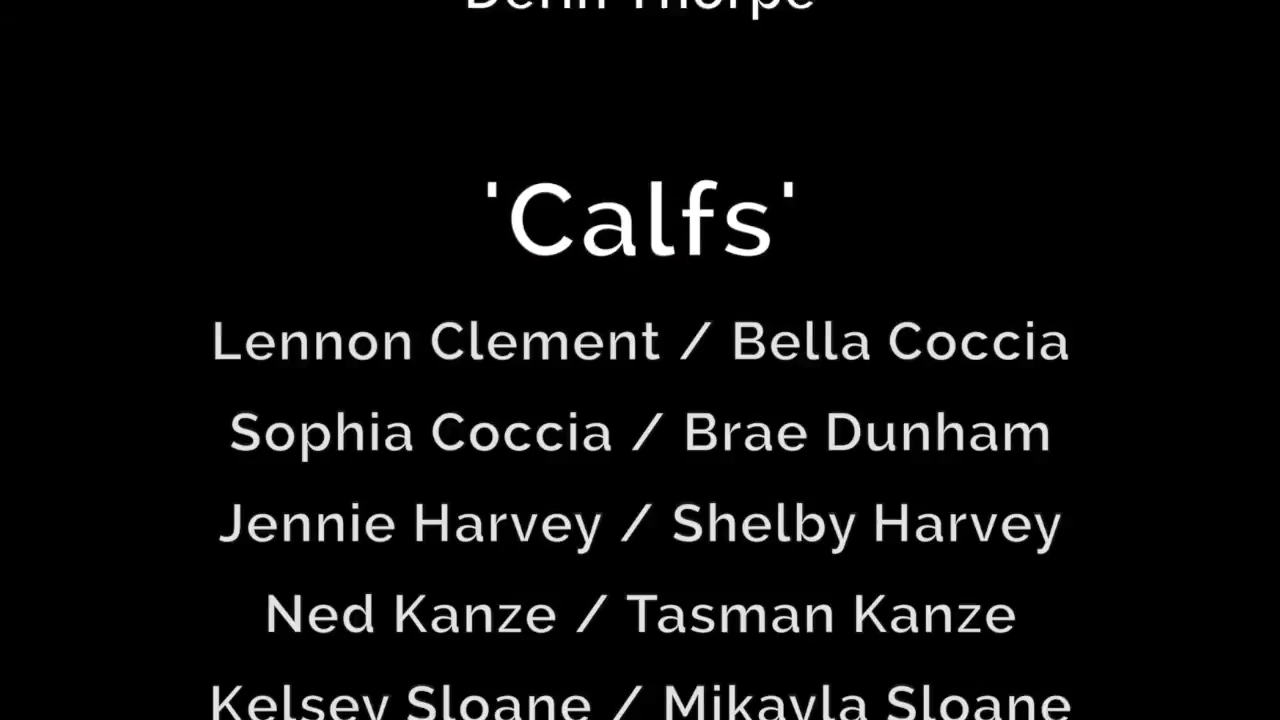 Thorpe
'Calfs'
Lennon Clement / Bella Coccia
Sophia Coccia / Brae Dunham
Jennie Harvey / Shelby Harvey
Ned Kanze / Tasman Kanze
Kelsey Sloane / Mikayla Sloane